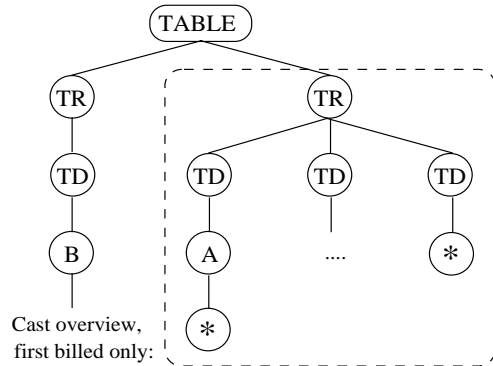 TABLE
TR
TR
TD
TD
TD
TD
B
A
....
*
Cast overview,
first billed only:
*